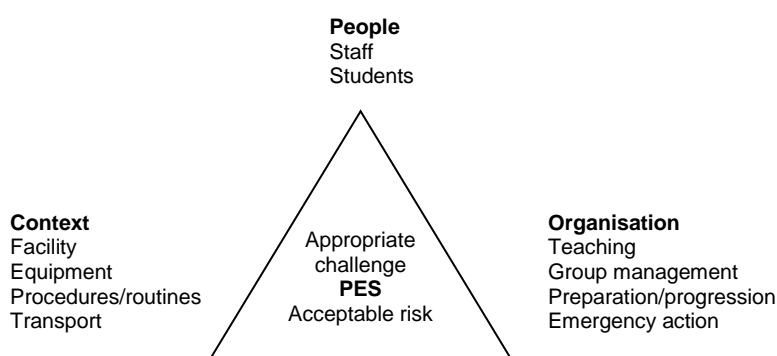 People
Staff
Students
Context
Facility
Equipment
Procedures/routines
Transport
Appropriate
challenge
PES
Acceptable risk
Organisation
Teaching
Group management
Preparation/progression
Emergency action